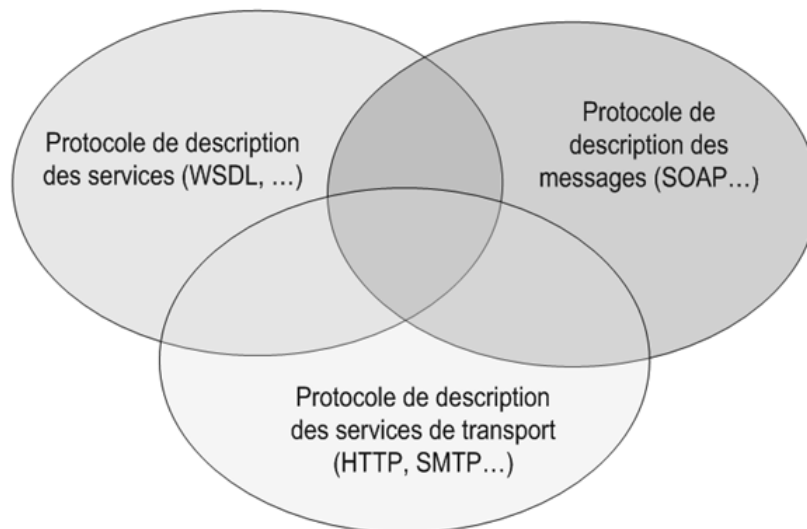 Protocole de description
des services (WSDL, …)
Protocole de
description des
messages (SOAP…)
Protocole de description
des services de transport
(HTTP, SMTP…)